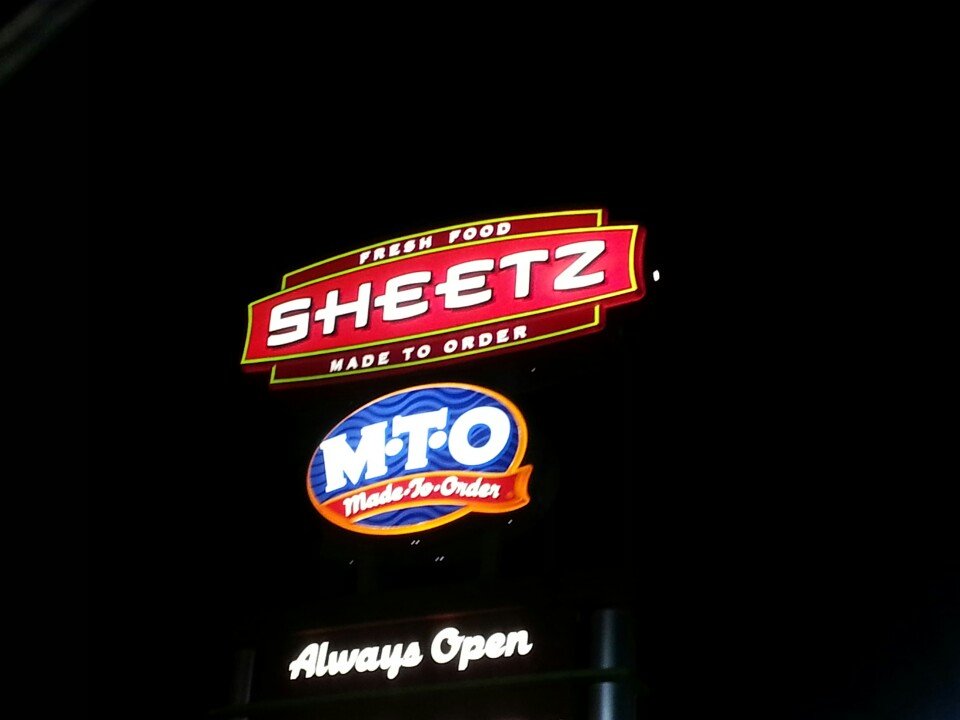 FRESH FOOD
SHEETZ
MADE TO ORDER
M·T·O
Made·To·Order
Always Open